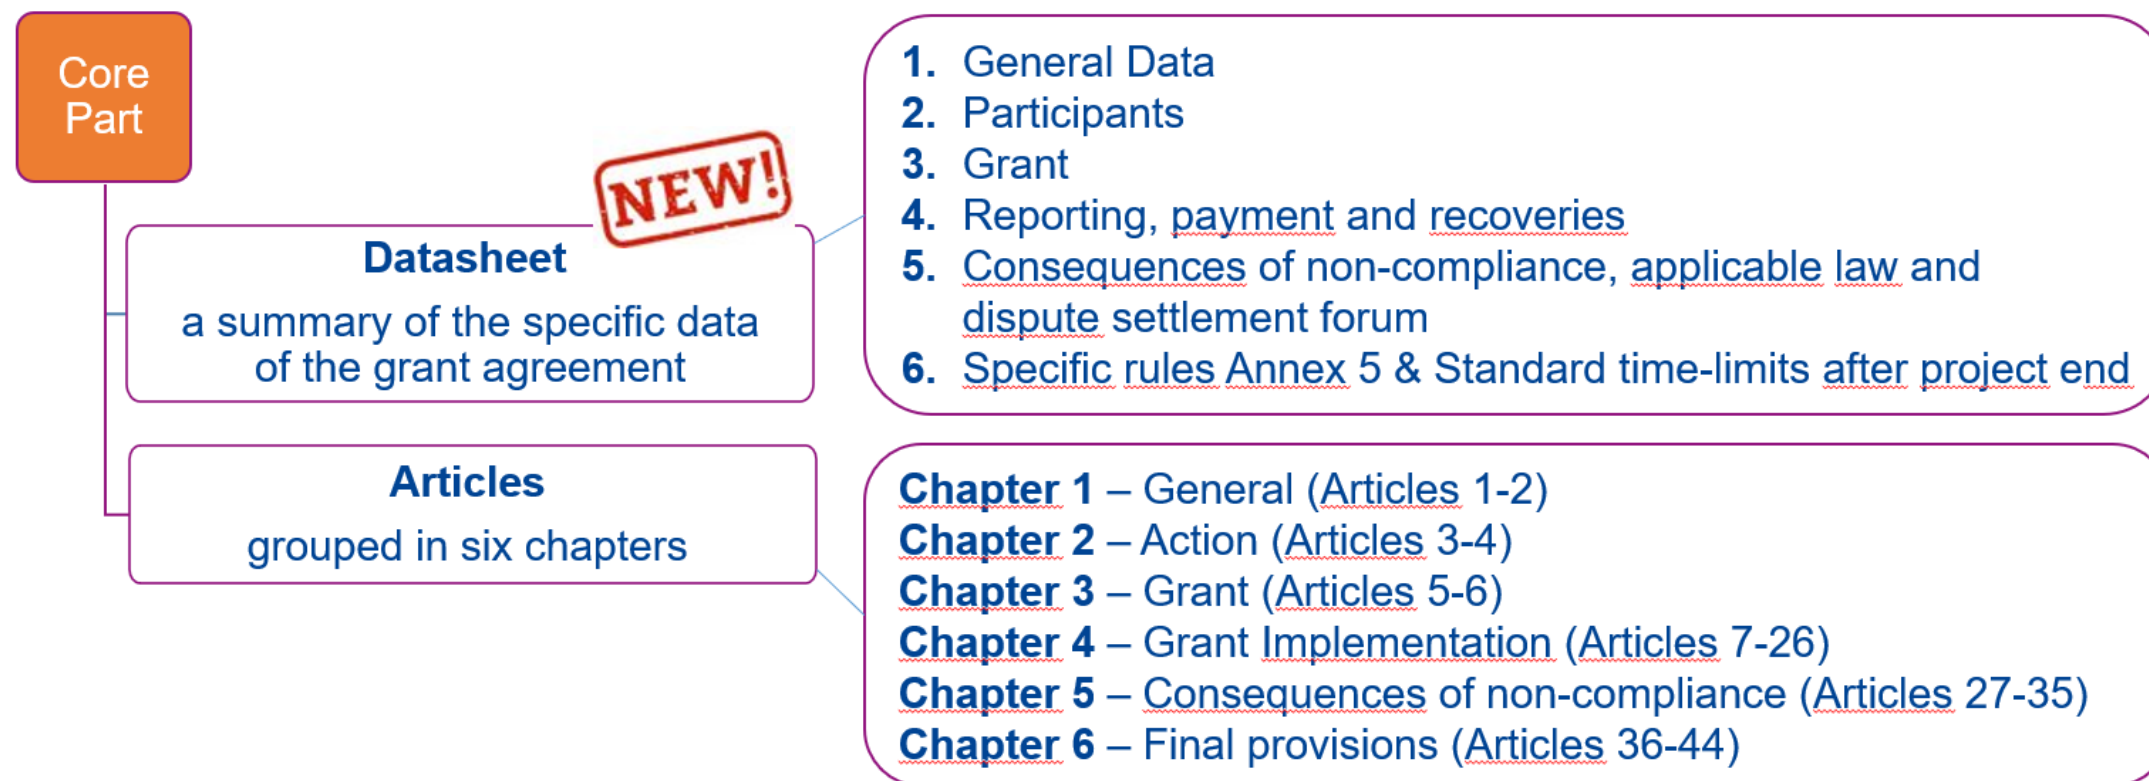 Core
Part
NEW!
Datasheet
a summary of the specific data
of the grant agreement
1. General Data
2. Participants
3. Grant
4. Reporting, payment and recoveries
5. Consequences of non-compliance, applicable law and
dispute settlement forum
6. Specific rules Annex 5 & Standard time-limits after project end
Articles
grouped in six chapters
Chapter 1 – General (Articles 1-2)
Chapter 2 – Action (Articles 3-4)
Chapter 3 – Grant (Articles 5-6)
Chapter 4 – Grant Implementation (Articles 7-26)
Chapter 5 – Consequences of non-compliance (Articles 27-35)
Chapter 6 – Final provisions (Articles 36-44)